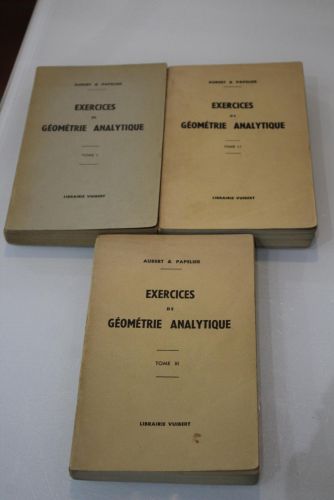 AUBERT & PAPELIER
EXERCICES
DE
GÉOMÉTRIE ANALYTIQUE
TOME I
LIBRAIRIE VUIBERT
AUBERT & PAPELIER
EXERCICES
DE
GÉOMÉTRIE ANALYTIQUE
TOME II
LIBRAIRIE VUIBERT
AUBERT & PAPELIER
EXERCICES
DE
GÉOMÉTRIE ANALYTIQUE
TOME III
LIBRAIRIE VUIBERT